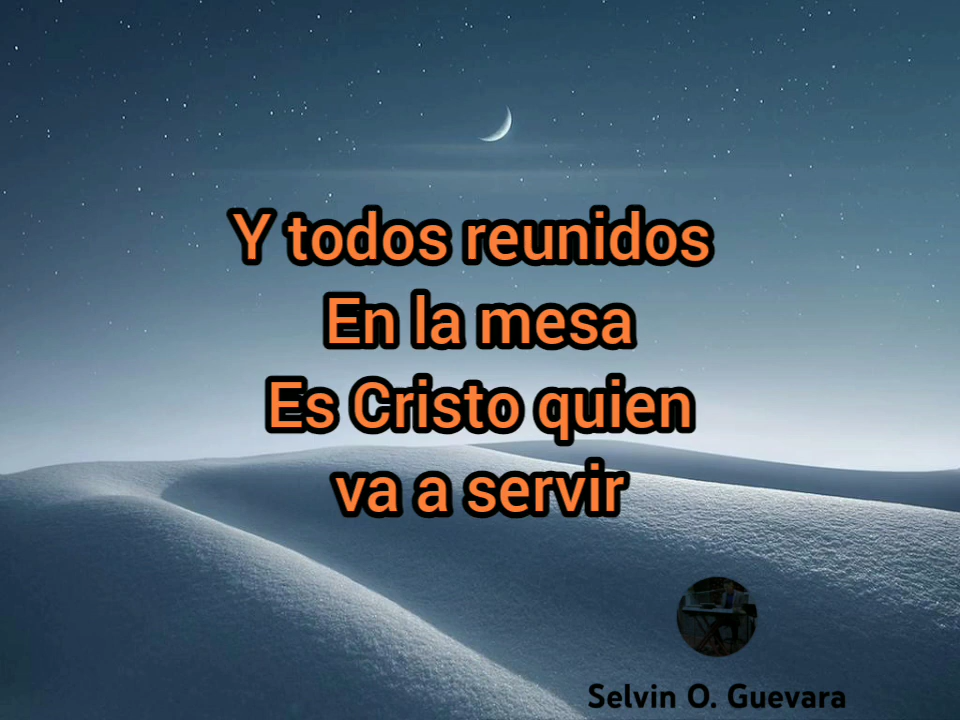 Y todos reunidos
En la mesa
Es Cristo quien
va a servir
Selvin O. Guevara